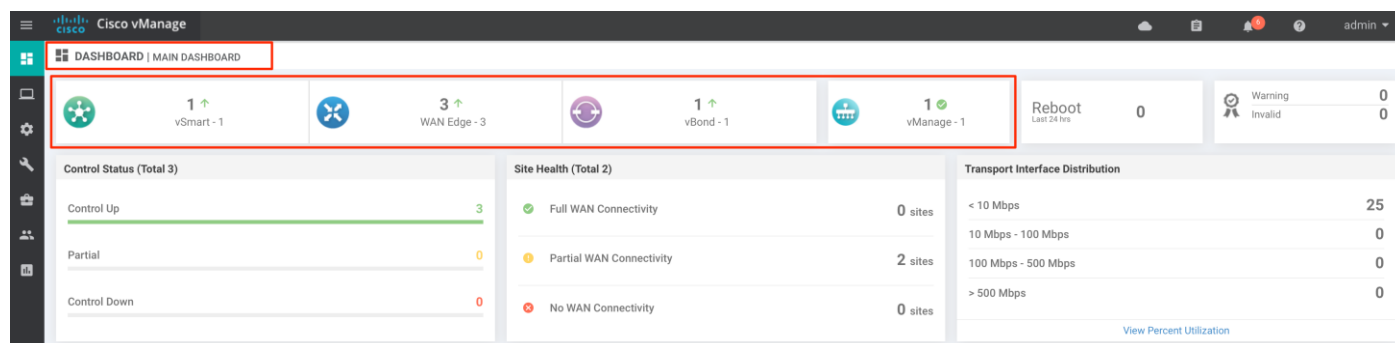 cisco Cisco vManage 6 admin
DASHBOARD | MAIN DASHBOARD
1
vSmart - 1
3
WAN Edge - 3
1
vBond - 1
1
vManage - 1
Reboot 0
Last 24 hrs
Warning 0
Invalid 0
Control Status (Total 3)
Control Up 3
Partial 0
Control Down 0
Site Health (Total 2)
Full WAN Connectivity 0 sites
Partial WAN Connectivity 2 sites
No WAN Connectivity 0 sites
Transport Interface Distribution
< 10 Mbps 25
10 Mbps - 100 Mbps 0
100 Mbps - 500 Mbps 0
> 500 Mbps 0
View Percent Utilization